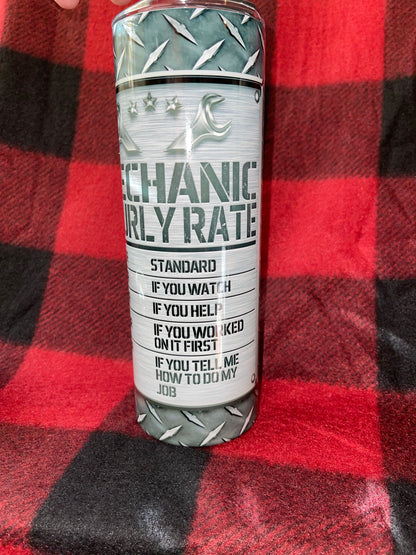 ECHANIC
URLY RATE
STANDARD
IF YOU WATCH
IF YOU HELP
IF YOU WORKED
ON IT FIRST
IF YOU TELL ME
HOW TO DO MY
JOB